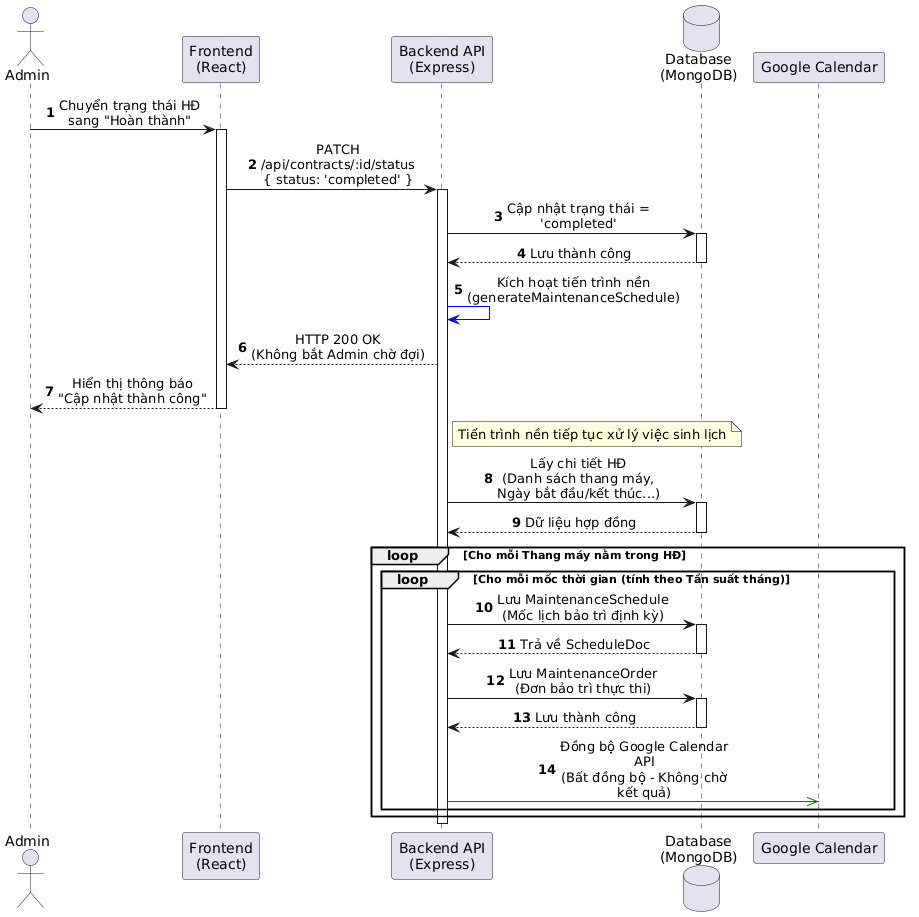 Admin
Frontend
(React)
Backend API
(Express)
Database
(MongoDB)
Google Calendar
1 Chuyển trạng thái HĐ
sang "Hoàn thành"
PATCH
2 /api/contracts/:id/status
{ status: 'completed' }
3 Cập nhật trạng thái =
'completed'
4 Lưu thành công
5 Kích hoạt tiến trình nền
(generateMaintenanceSchedule)
6 HTTP 200 OK
(Không bắt Admin chờ đợi)
7 Hiển thị thông báo
"Cập nhật thành công"
Tiến trình nền tiếp tục xử lý việc sinh lịch
Lấy chi tiết HĐ
8 (Danh sách thang máy,
Ngày bắt đầu/kết thúc...)
9 Dữ liệu hợp đồng
loop [Cho mỗi Thang máy nằm trong HĐ]
loop [Cho mỗi mốc thời gian (tính theo Tần suất tháng)]
10 Lưu MaintenanceSchedule
(Mốc lịch bảo trì định kỳ)
11 Trả về ScheduleDoc
12 Lưu MaintenanceOrder
(Đơn bảo trì thực thi)
13 Lưu thành công
Đồng bộ Google Calendar
API
14 (Bất đồng bộ - Không chờ
kết quả)
Admin
Frontend
(React)
Backend API
(Express)
Database
(MongoDB)
Google Calendar